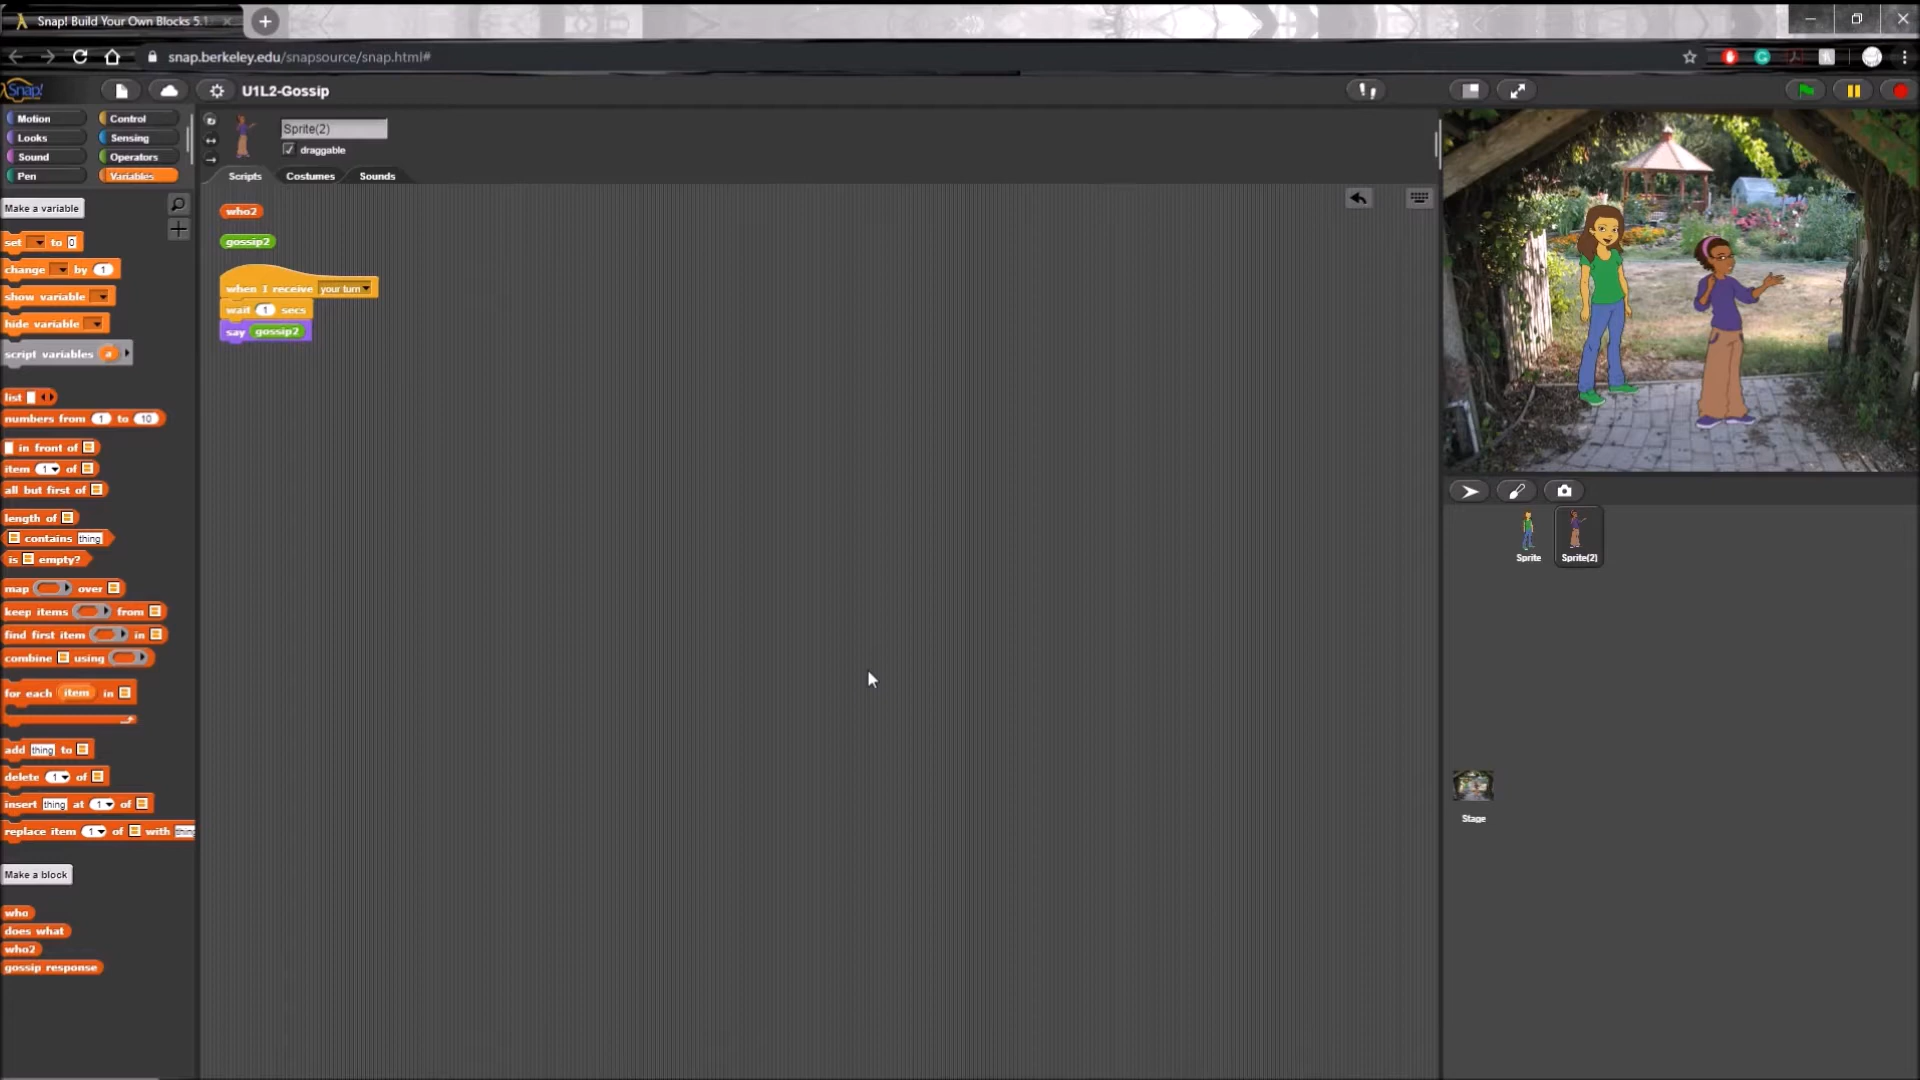 Snap! Build Your Own Blocks 5.1
snap.berkeley.edu/snapsource/snap.html#
Snap!
U1L2-Gossip
Motion
Control
Looks
Sensing
Sound
Operators
Pen
Variables
Sprite(2)
draggable
Scripts
Costumes
Sounds
Make a variable
set to 0
change by 1
show variable
hide variable
script variables a
list
numbers from 1 to 10
in front of
item 1 of
all but first of
length of
contains thing
is empty?
map over
keep items from
find first item in
combine using
for each item in
add thing to
delete 1 of
insert thing at 1 of
replace item 1 of with thing
Make a block
who
does what
who2
gossip response
who2
gossip2
when I receive your turn
wait 1 secs
say gossip2
Sprite
Sprite(2)
Stage